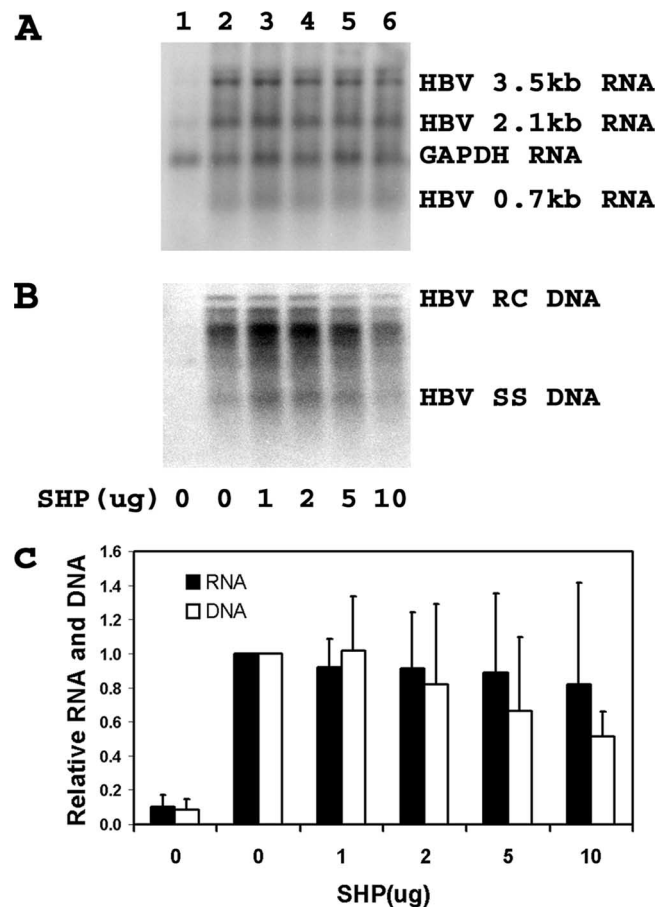 A
1 2 3 4 5 6
HBV 3.5kb RNA
HBV 2.1kb RNA
GAPDH RNA
HBV 0.7kb RNA
B
HBV RC DNA
HBV SS DNA
SHP(ug) 0 0 1 2 5 10
C
Relative RNA and DNA
1.6
1.4
1.2
1.0
0.8
0.6
0.4
0.2
0.0
RNA
DNA
0 0 1 2 5 10
SHP(ug)